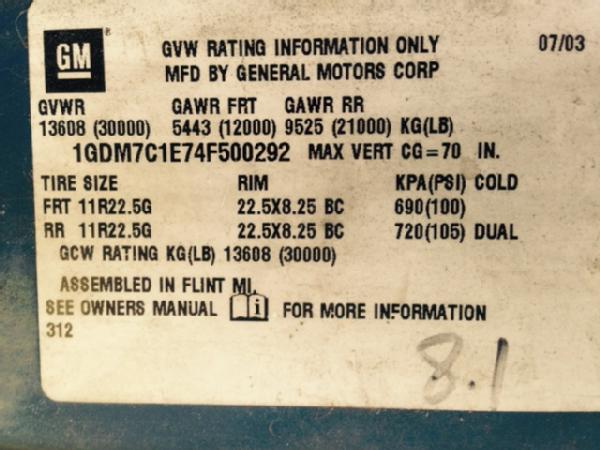 GM ® GVW RATING INFORMATION ONLY 07/03
MFD BY GENERAL MOTORS CORP
GVWR GAWR FRT GAWR RR
13608 (30000) 5443 (12000) 9525 (21000) KG(LB)
1GDM7C1E74F500292 MAX VERT CG=70 IN.
TIRE SIZE RIM KPA(PSI) COLD
FRT 11R22.5G 22.5X8.25 BC 690(100)
RR 11R22.5G 22.5X8.25 BC 720(105) DUAL
GCW RATING KG(LB) 13608 (30000)
ASSEMBLED IN FLINT MI.
SEE OWNERS MANUAL i FOR MORE INFORMATION
312
8.1